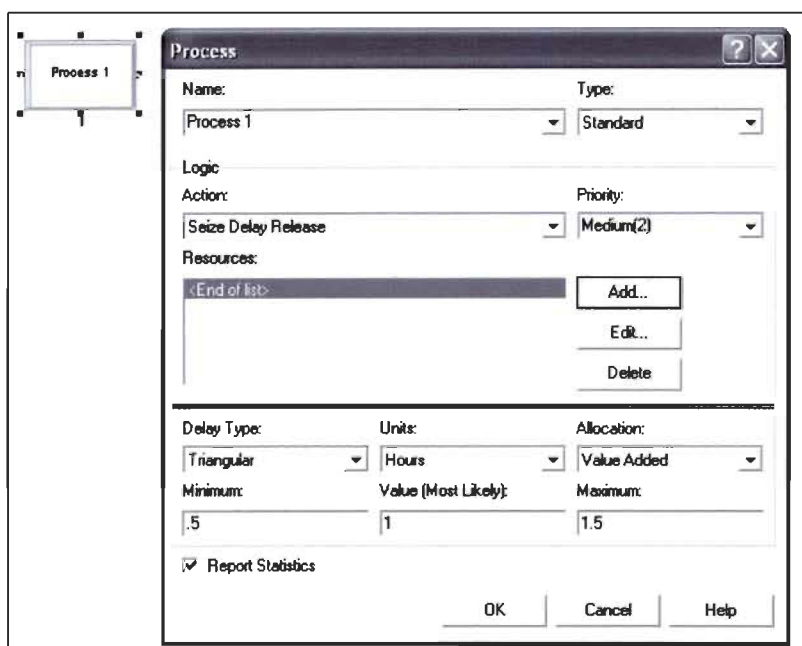 Process 1
Process
Name: Type:
Process 1 Standard
Logic
Action: Priority:
Seize Delay Release Medium(2)
Resources:
<End of list> Add...
Edit...
Delete
Delay Type: Units: Allocation:
Triangular Hours Value Added
Minimum: Value (Most Likely): Maximum:
.5 1 1.5
Report Statistics
OK Cancel Help